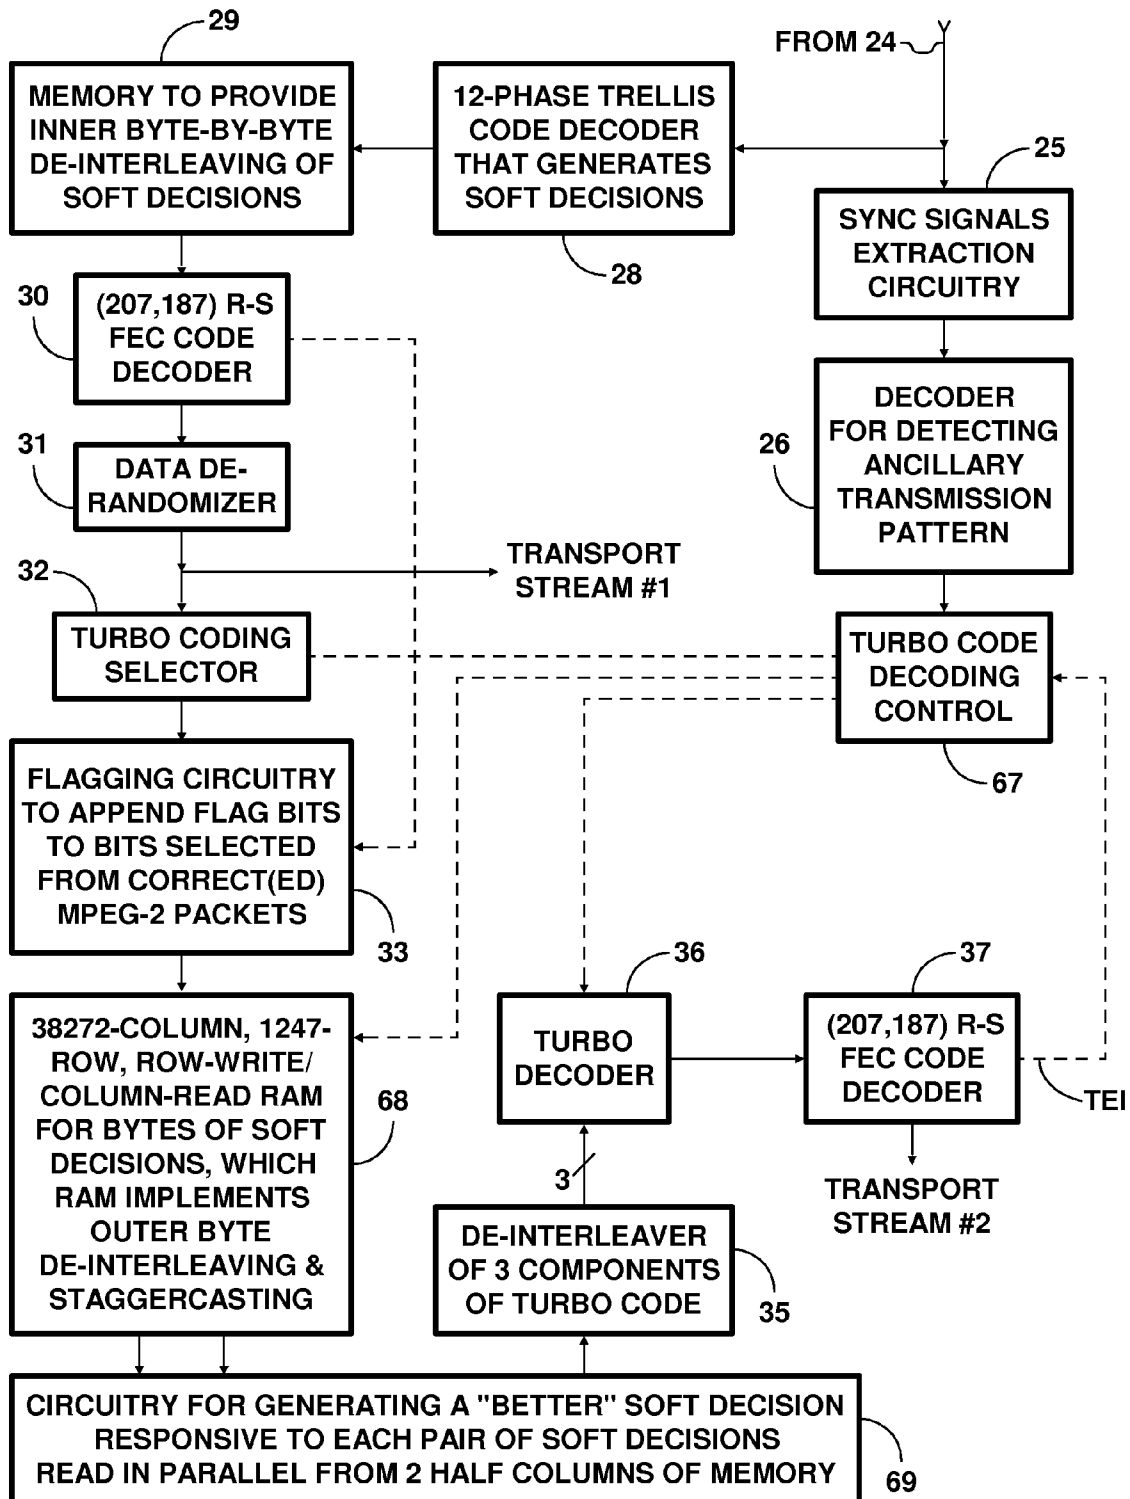 29
FROM 24
MEMORY TO PROVIDE
INNER BYTE-BY-BYTE
DE-INTERLEAVING OF
SOFT DECISIONS
12-PHASE TRELLIS
CODE DECODER
THAT GENERATES
SOFT DECISIONS
28
25
SYNC SIGNALS
EXTRACTION
CIRCUITRY
30
(207,187) R-S
FEC CODE
DECODER
26
DECODER
FOR DETECTING
ANCILLARY
TRANSMISSION
PATTERN
31
DATA DE-
RANDOMIZER
TRANSPORT
STREAM #1
32
TURBO CODING
SELECTOR
TURBO CODE
DECODING
CONTROL
67
FLAGGING CIRCUITRY
TO APPEND FLAG BITS
TO BITS SELECTED
FROM CORRECT(ED)
MPEG-2 PACKETS
33
36
TURBO
DECODER
37
(207,187) R-S
FEC CODE
DECODER
TEI
38272-COLUMN, 1247-
ROW, ROW-WRITE/
COLUMN-READ RAM
FOR BYTES OF SOFT
DECISIONS, WHICH
RAM IMPLEMENTS
OUTER BYTE
DE-INTERLEAVING &
STAGGERCASTING
68
3
TRANSPORT
STREAM #2
DE-INTERLEAVER
OF 3 COMPONENTS
OF TURBO CODE
35
CIRCUITRY FOR GENERATING A "BETTER" SOFT DECISION
RESPONSIVE TO EACH PAIR OF SOFT DECISIONS
READ IN PARALLEL FROM 2 HALF COLUMNS OF MEMORY
69